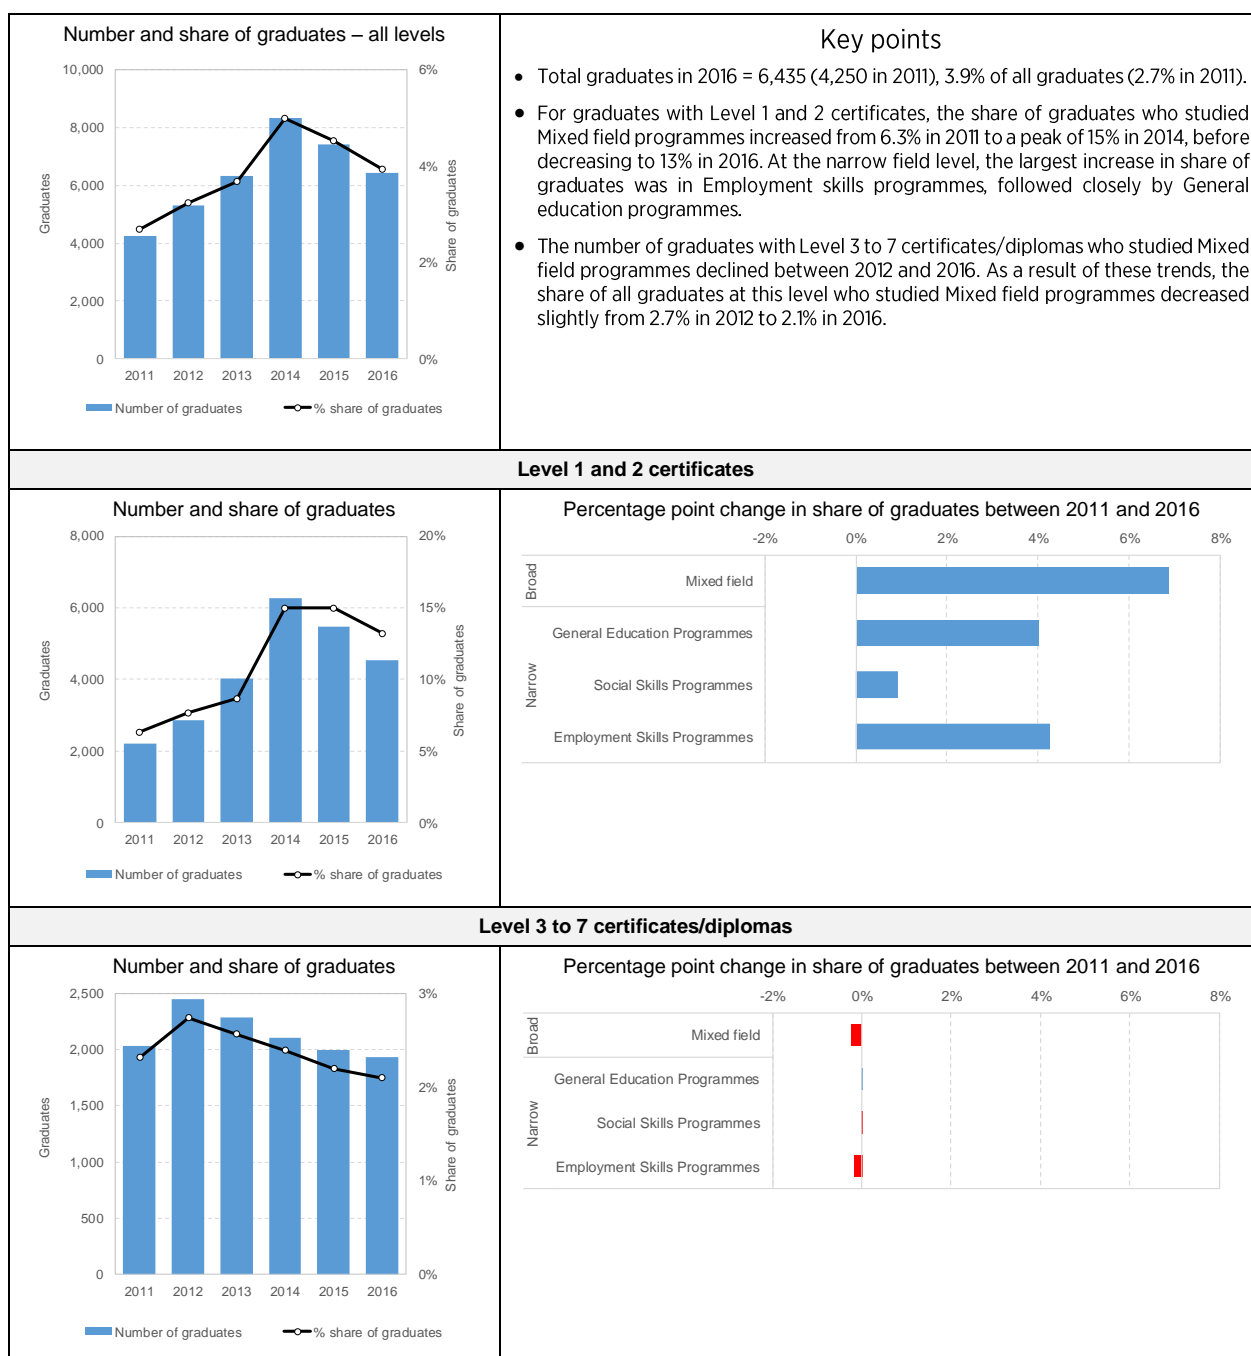 Number and share of graduates – all levels
10,000
8,000
6,000
4,000
2,000
0
Graduates
6%
4%
2%
0%
Share of graduates
2011 2012 2013 2014 2015 2016
Number of graduates % share of graduates
Key points
• Total graduates in 2016 = 6,435 (4,250 in 2011), 3.9% of all graduates (2.7% in 2011).
• For graduates with Level 1 and 2 certificates, the share of graduates who studied
Mixed field programmes increased from 6.3% in 2011 to a peak of 15% in 2014, before
decreasing to 13% in 2016. At the narrow field level, the largest increase in share of
graduates was in Employment skills programmes, followed closely by General
education programmes.
• The number of graduates with Level 3 to 7 certificates/diplomas who studied Mixed
field programmes declined between 2012 and 2016. As a result of these trends, the
share of all graduates at this level who studied Mixed field programmes decreased
slightly from 2.7% in 2012 to 2.1% in 2016.
Level 1 and 2 certificates
Number and share of graduates
8,000
6,000
4,000
2,000
0
Graduates
20%
15%
10%
5%
0%
Share of graduates
2011 2012 2013 2014 2015 2016
Number of graduates % share of graduates
Percentage point change in share of graduates between 2011 and 2016
-2% 0% 2% 4% 6% 8%
Broad
Mixed field
Narrow
General Education Programmes
Social Skills Programmes
Employment Skills Programmes
Level 3 to 7 certificates/diplomas
Number and share of graduates
2,500
2,000
1,500
1,000
500
0
Graduates
3%
2%
1%
0%
Share of graduates
2011 2012 2013 2014 2015 2016
Number of graduates % share of graduates
Percentage point change in share of graduates between 2011 and 2016
-2% 0% 2% 4% 6% 8%
Broad
Mixed field
Narrow
General Education Programmes
Social Skills Programmes
Employment Skills Programmes